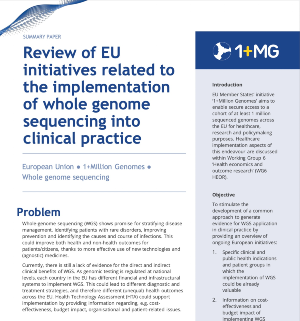 SUMMARY PAPER
Review of EU
initiatives related to
the implementation
of whole genome
sequencing into
clinical practice
European Union ● 1+Million Genomes ●
Whole genome sequencing
Problem
Whole genome sequencing (WGS) shows promise for stratifying disease
management, identifying patients with rare disorders, improving
prevention and identifying the causes and course of infections. This
could improve both health and non-health outcomes for
patients/citizens, thanks to more effective use of new technologies and
(agnostic) medicines.
Currently, there is still a lack of evidence for the direct and indirect
clinical benefits of WGS. As genomic testing is regulated at national
levels, each country in the EU has different financial and infrastructural
systems to implement WGS. This could lead to different diagnostic and
treatment strategies, and therefore different (unequal) health outcomes
across the EU. Health Technology Assessment (HTA) could support
implementation by providing information regarding, e.g. cost-
effectiveness, budget impact, organisational and patient-related issues.
1+MG
Introduction
EU Member States' initiative
'1+Million Genomes' aims to
enable secure access to a
cohort of at least 1 million
sequenced genomes across
the EU for healthcare,
research and policymaking
purposes. Healthcare
implementation aspects of
this endeavour are discussed
within Working Group 6
'Health economics and
outcomes research' (WG6
HEOR).
Objective
To stimulate the
development of a common
approach to generate
evidence for WGS application
in clinical practice by
providing an overview of
ongoing European initiatives:
1. Specific clinical and
public health indications
and patient groups in
which the
implementation of WGS
could be already
valuable
2. Information on cost-
effectiveness and
budget impact of
implementing WGS